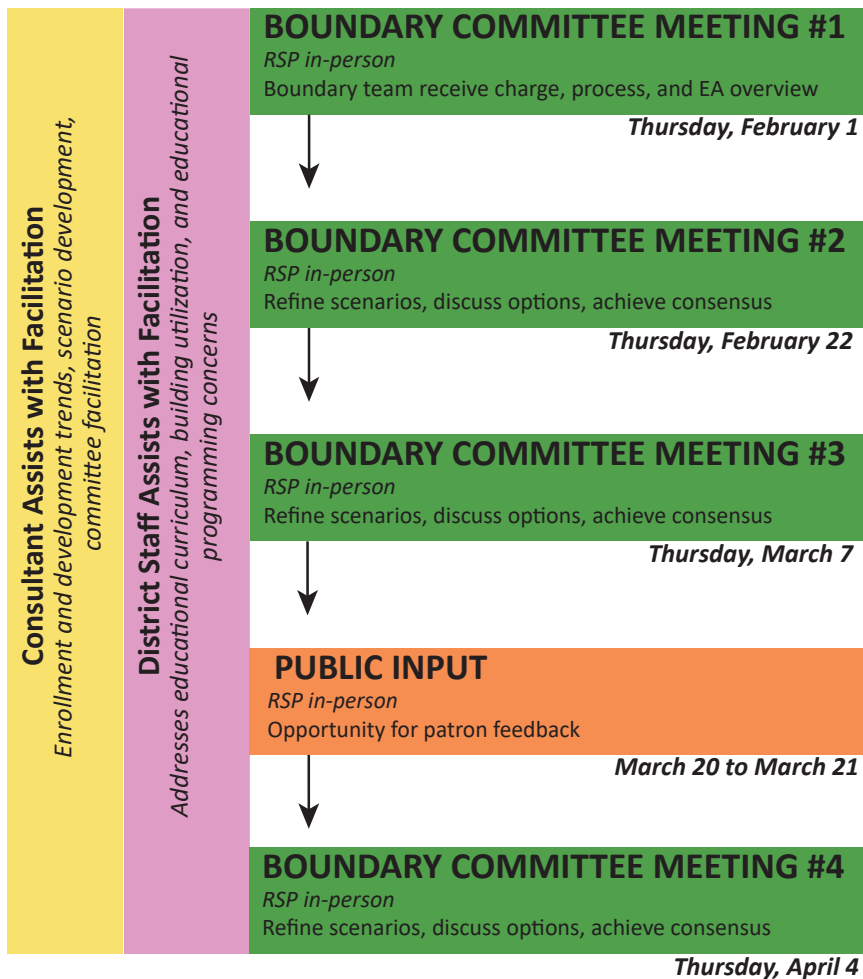 Consultant Assists with Facilitation
Enrollment and development trends, scenario development,
committee facilitation
District Staff Assists with Facilitation
Addresses educational curriculum, building utilization, and educational
programming concerns
BOUNDARY COMMITTEE MEETING #1
RSP in-person
Boundary team receive charge, process, and EA overview
Thursday, February 1
BOUNDARY COMMITTEE MEETING #2
RSP in-person
Refine scenarios, discuss options, achieve consensus
Thursday, February 22
BOUNDARY COMMITTEE MEETING #3
RSP in-person
Refine scenarios, discuss options, achieve consensus
Thursday, March 7
PUBLIC INPUT
RSP in-person
Opportunity for patron feedback
March 20 to March 21
BOUNDARY COMMITTEE MEETING #4
RSP in-person
Refine scenarios, discuss options, achieve consensus
Thursday, April 4